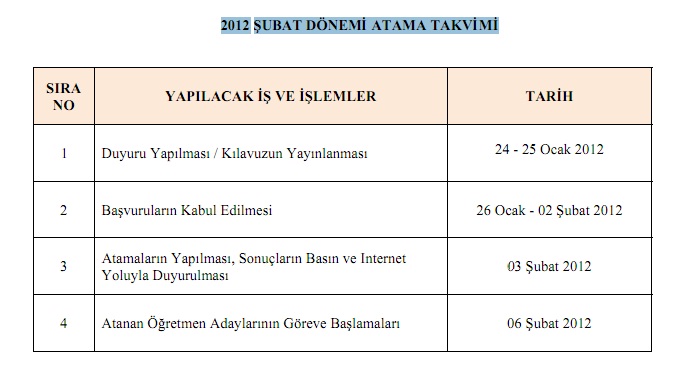 2012 ŞUBAT DÖNEMİ ATAMA TAKVİMİ
SIRA NO YAPILACAK İŞ VE İŞLEMLER TARİH
1 Duyuru Yapılması / Kılavuzun Yayınlanması 24 - 25 Ocak 2012
2 Başvuruların Kabul Edilmesi 26 Ocak - 02 Şubat 2012
3 Atamaların Yapılması, Sonuçların Basın ve Internet
Yoluyla Duyurulması 03 Şubat 2012
4 Atanan Öğretmen Adaylarının Göreve Başlamaları 06 Şubat 2012